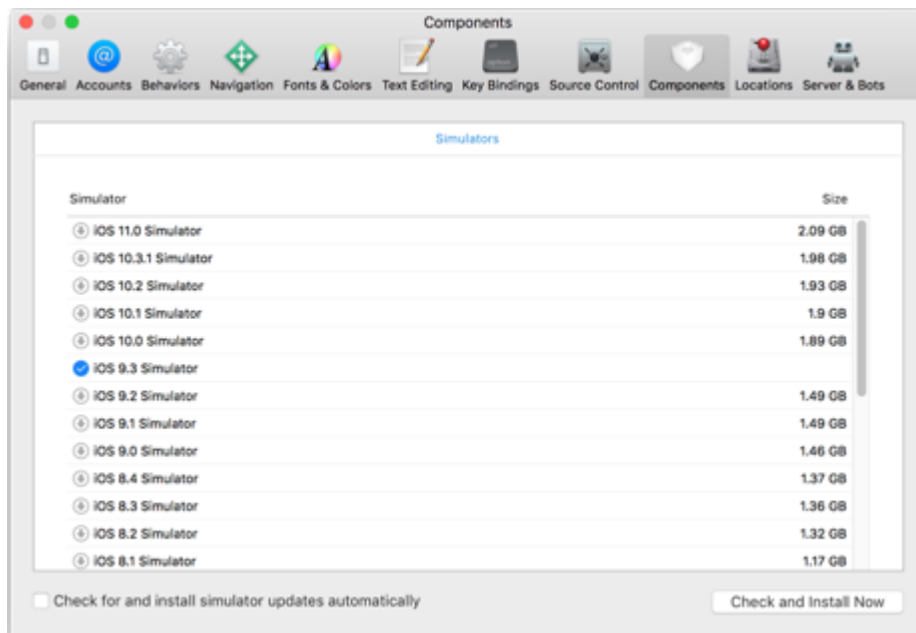 Components
General Accounts Behaviors Navigation Fonts & Colors Text Editing Key Bindings Source Control Components Locations Server & Bots
Simulators
Simulator Size
iOS 11.0 Simulator 2.09 GB
iOS 10.3.1 Simulator 1.98 GB
iOS 10.2 Simulator 1.93 GB
iOS 10.1 Simulator 1.9 GB
iOS 10.0 Simulator 1.89 GB
iOS 9.3 Simulator
iOS 9.2 Simulator 1.49 GB
iOS 9.1 Simulator 1.49 GB
iOS 9.0 Simulator 1.46 GB
iOS 8.4 Simulator 1.37 GB
iOS 8.3 Simulator 1.36 GB
iOS 8.2 Simulator 1.32 GB
iOS 8.1 Simulator 1.17 GB
Check for and install simulator updates automatically Check and Install Now